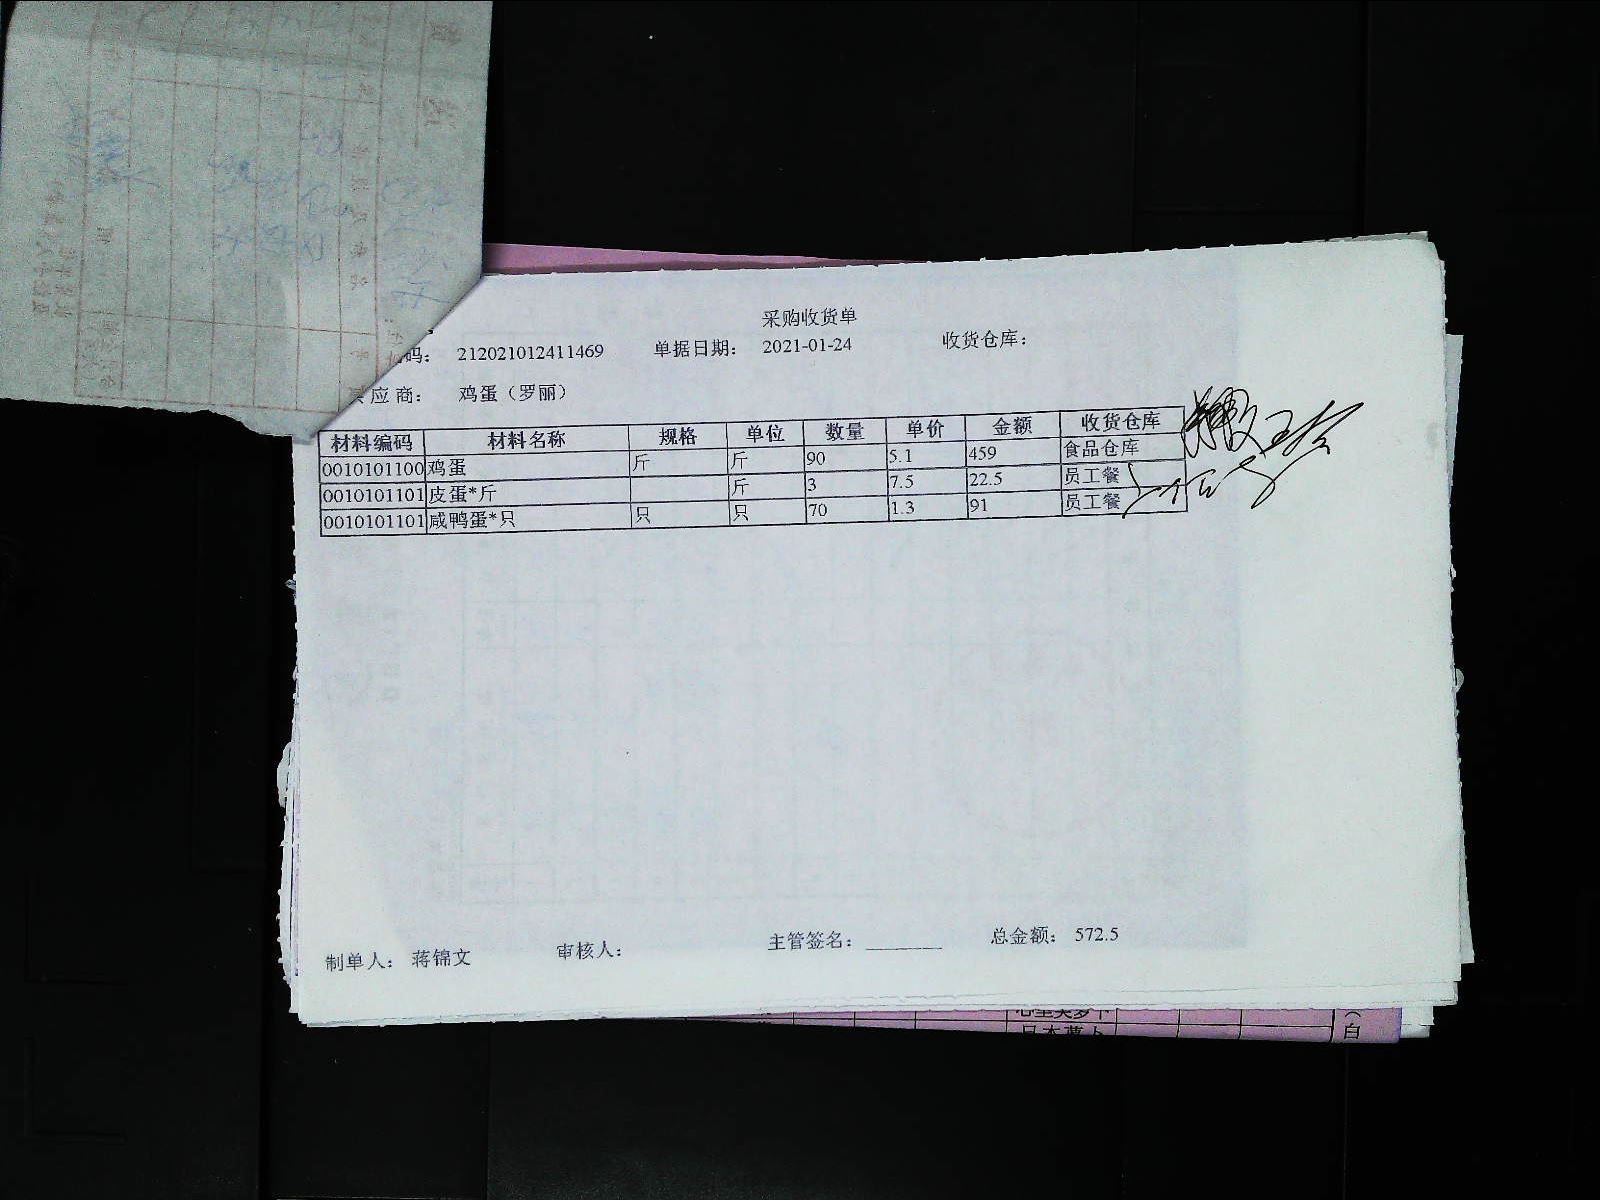 采购收货单
码： 212021012411469 单据日期： 2021-01-24 收货仓库：
应商： 鸡蛋（罗丽）
材料编码 材料名称 规格 单位 数量 单价 金额 收货仓库
0010101100 鸡蛋 斤 斤 90 5.1 459 食品仓库
0010101101 皮蛋*斤 斤 3 7.5 22.5 员工餐
0010101101 咸鸭蛋*只 只 只 70 1.3 91 员工餐
制单人： 蒋锦文 审核人： 主管签名： 总金额： 572.5
白